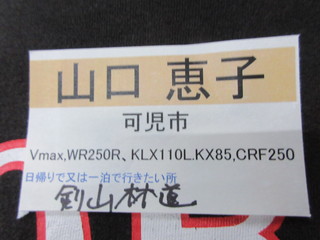 山口 恵子
可児市
Vmax,WR250R、KLX110L.KX85,CRF250
日帰りで又は一泊で行きたい所
剣山林道